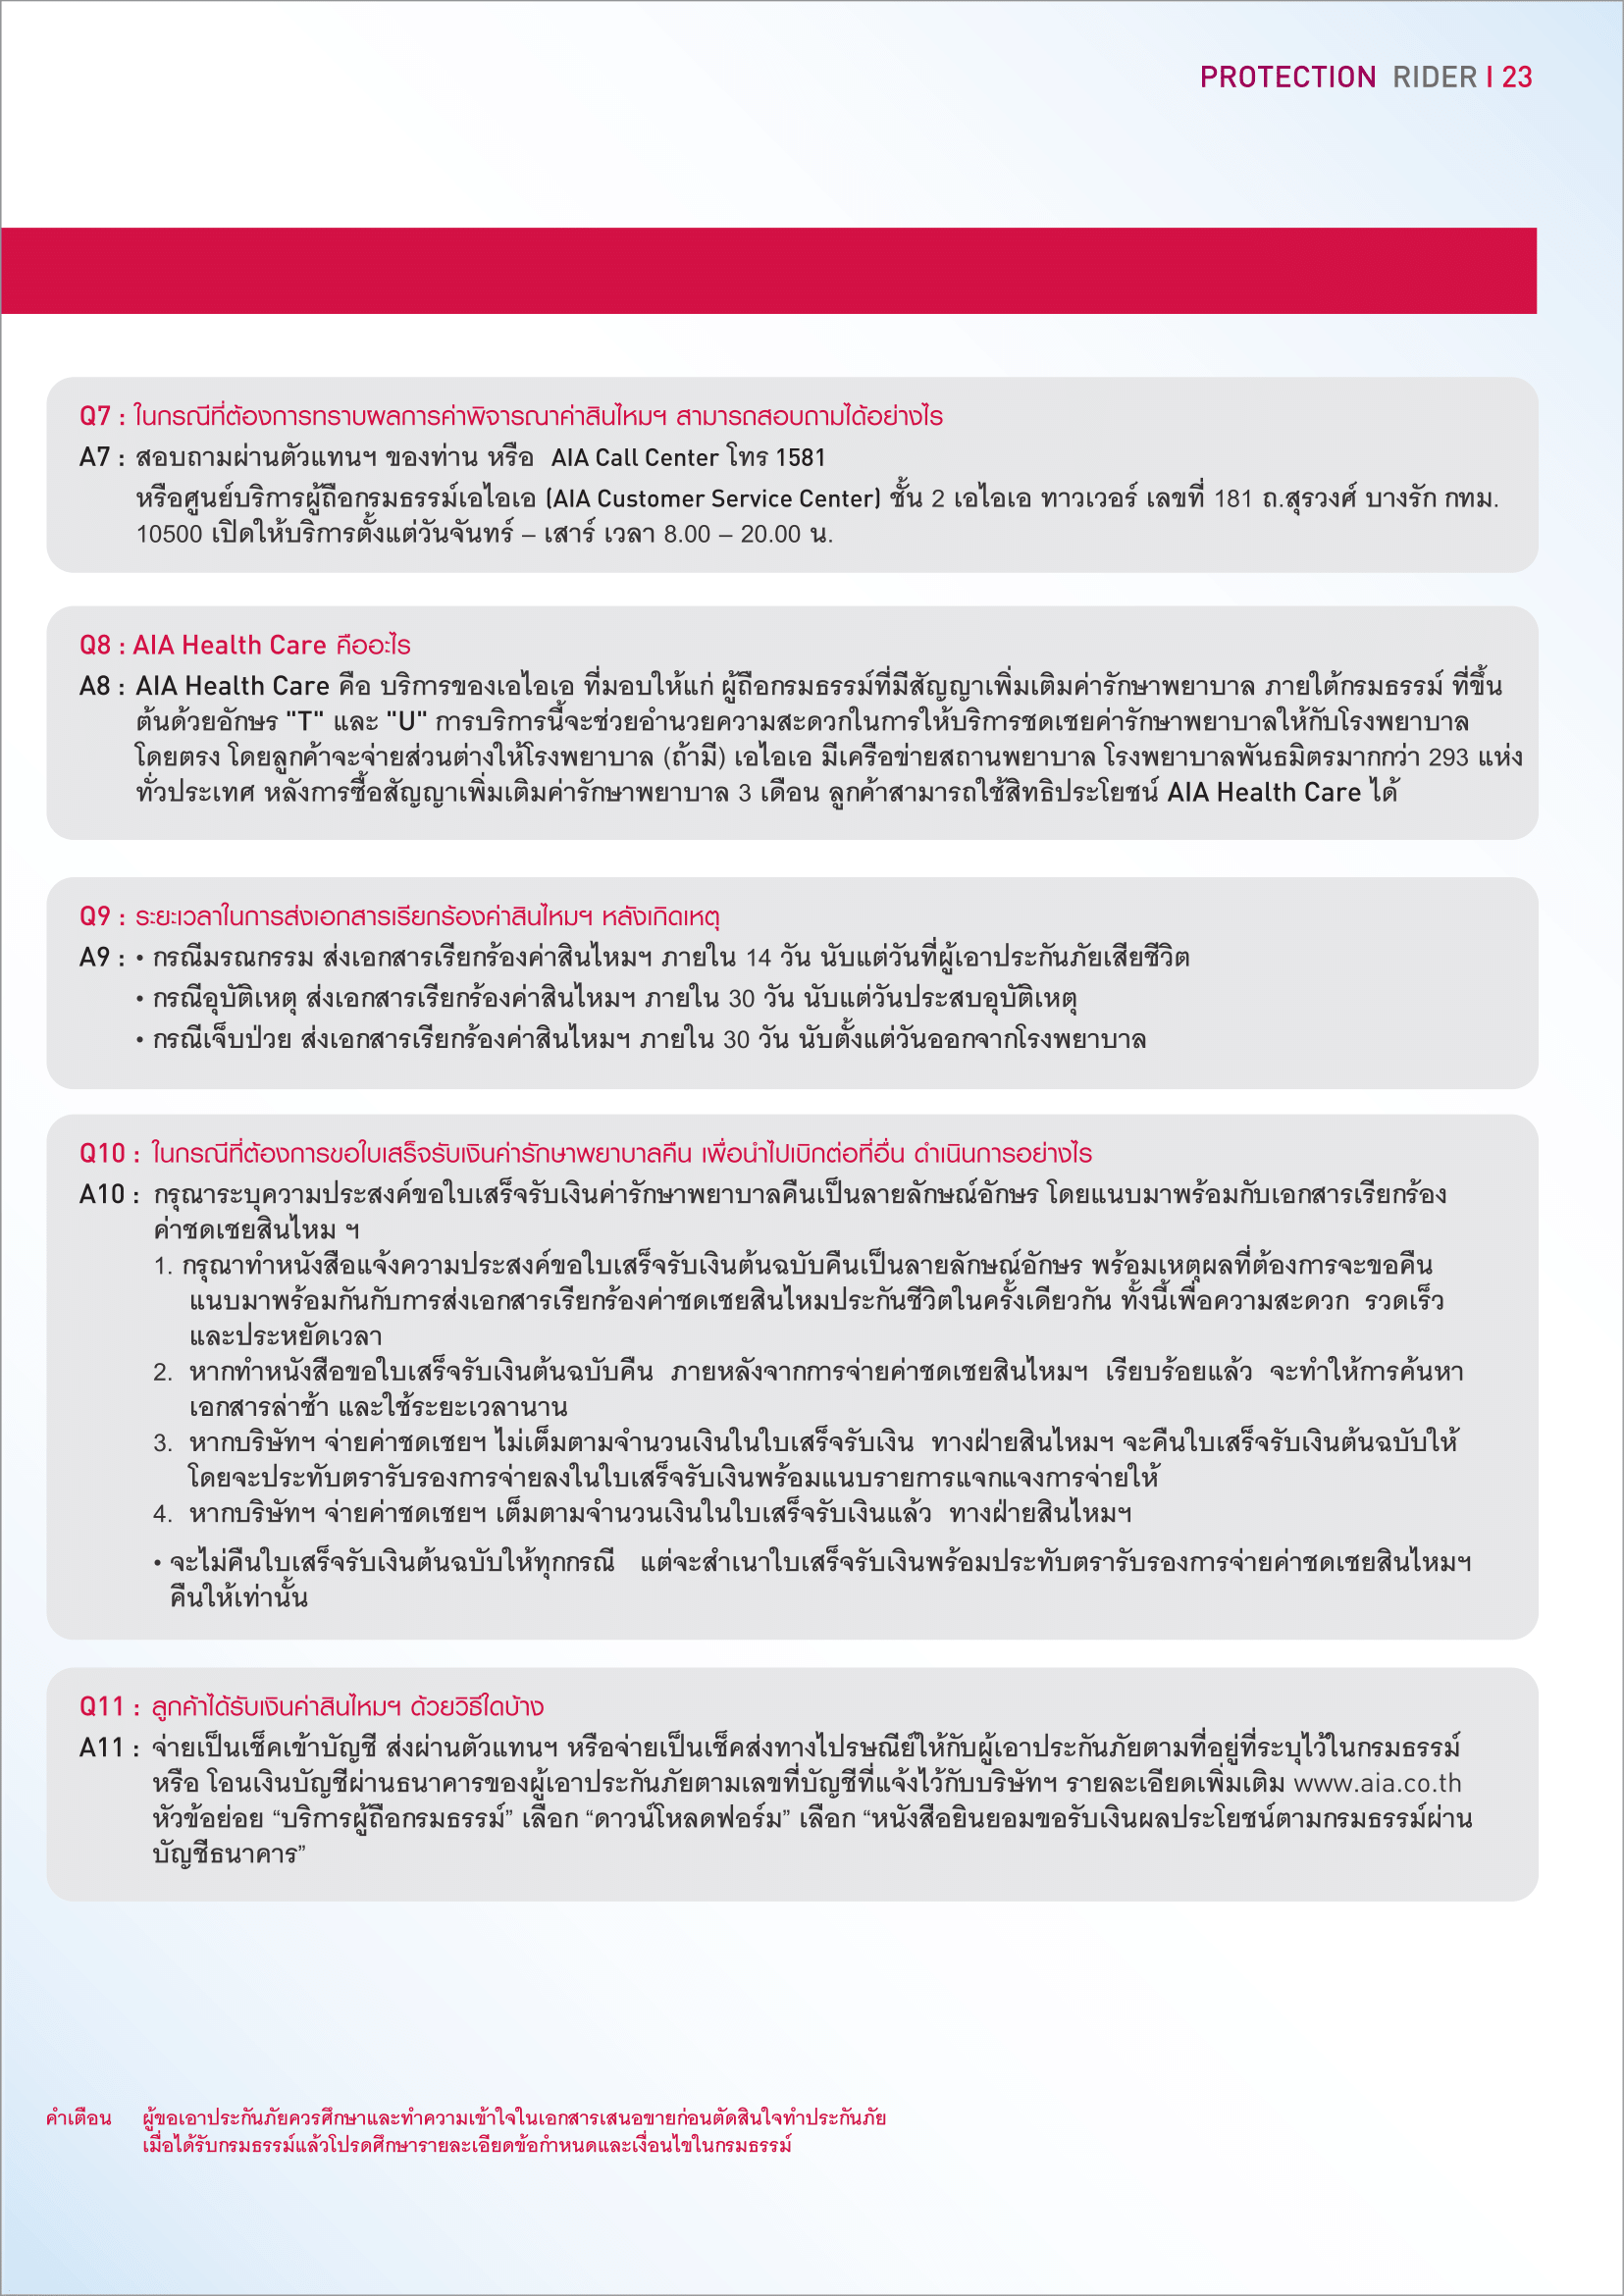 PROTECTION RIDER I 23
Q7 : ในกรณีที่ต้องการทราบผลการค่าพิจารณาค่าสินไหมฯ สามารถสอบถามได้อย่างไร
A7 : สอบถามผ่านตัวแทนฯ ของท่าน หรือ AIA Call Center โทร 1581
หรือศูนย์บริการผู้ถือกรมธรรม์เอไอเอ (AIA Customer Service Center) ชั้น 2 เอไอเอ ทาวเวอร์ เลขที่ 181 ถ.สุรวงศ์ บางรัก กทม.
10500 เปิดให้บริการตั้งแต่วันจันทร์ – เสาร์ เวลา 8.00 – 20.00 น.
Q8 : AIA Health Care คืออะไร
A8 : AIA Health Care คือ บริการของเอไอเอ ที่มอบให้แก่ ผู้ถือกรมธรรม์ที่มีสัญญาเพิ่มเติมค่ารักษาพยาบาล ภายใต้กรมธรรม์ ที่ขึ้น
ต้นด้วยอักษร "T" และ "U" การบริการนี้จะช่วยอำนวยความสะดวกในการให้บริการชดเชยค่ารักษาพยาบาลให้กับโรงพยาบาล
โดยตรง โดยลูกค้าจะจ่ายส่วนต่างให้โรงพยาบาล (ถ้ามี) เอไอเอ มีเครือข่ายสถานพยาบาล โรงพยาบาลพันธมิตรมากกว่า 293 แห่ง
ทั่วประเทศ หลังการซื้อสัญญาเพิ่มเติมค่ารักษาพยาบาล 3 เดือน ลูกค้าสามารถใช้สิทธิประโยชน์ AIA Health Care ได้
Q9 : ระยะเวลาในการส่งเอกสารเรียกร้องค่าสินไหมฯ หลังเกิดเหตุ
A9 : • กรณีมรณกรรม ส่งเอกสารเรียกร้องค่าสินไหมฯ ภายใน 14 วัน นับแต่วันที่ผู้เอาประกันภัยเสียชีวิต
• กรณีอุบัติเหตุ ส่งเอกสารเรียกร้องค่าสินไหมฯ ภายใน 30 วัน นับแต่วันประสบอุบัติเหตุ
• กรณีเจ็บป่วย ส่งเอกสารเรียกร้องค่าสินไหมฯ ภายใน 30 วัน นับตั้งแต่วันออกจากโรงพยาบาล
Q10 : ในกรณีที่ต้องการขอใบเสร็จรับเงินค่ารักษาพยาบาลคืน เพื่อนำไปเบิกต่อที่อื่น ดำเนินการอย่างไร
A10 : กรุณาระบุความประสงค์ขอใบเสร็จรับเงินค่ารักษาพยาบาลคืนเป็นลายลักษณ์อักษร โดยแนบมาพร้อมกับเอกสารเรียกร้อง
ค่าชดเชยสินไหม ฯ
1. กรุณาทำหนังสือแจ้งความประสงค์ขอใบเสร็จรับเงินต้นฉบับคืนเป็นลายลักษณ์อักษร พร้อมเหตุผลที่ต้องการจะขอคืน
แนบมาพร้อมกันกับการส่งเอกสารเรียกร้องค่าชดเชยสินไหมประกันชีวิตในครั้งเดียวกัน ทั้งนี้เพื่อความสะดวก รวดเร็ว
และประหยัดเวลา
2. หากทำหนังสือขอใบเสร็จรับเงินต้นฉบับคืน ภายหลังจากการจ่ายค่าชดเชยสินไหมฯ เรียบร้อยแล้ว จะทำให้การค้นหา
เอกสารล่าช้า และใช้ระยะเวลานาน
3. หากบริษัทฯ จ่ายค่าชดเชยฯ ไม่เต็มตามจำนวนเงินในใบเสร็จรับเงิน ทางฝ่ายสินไหมฯ จะคืนใบเสร็จรับเงินต้นฉบับให้
โดยจะประทับตรารับรองการจ่ายลงในใบเสร็จรับเงินพร้อมแนบรายการแจกแจงการจ่ายให้
4. หากบริษัทฯ จ่ายค่าชดเชยฯ เต็มตามจำนวนเงินในใบเสร็จรับเงินแล้ว ทางฝ่ายสินไหมฯ
• จะไม่คืนใบเสร็จรับเงินต้นฉบับให้ทุกกรณี แต่จะสำเนาใบเสร็จรับเงินพร้อมประทับตรารับรองการจ่ายค่าชดเชยสินไหมฯ
คืนให้เท่านั้น
Q11 : ลูกค้าได้รับเงินค่าสินไหมฯ ด้วยวิธีใดบ้าง
A11 : จ่ายเป็นเช็คเข้าบัญชี ส่งผ่านตัวแทนฯ หรือจ่ายเป็นเช็คส่งทางไปรษณีย์ให้กับผู้เอาประกันภัยตามที่อยู่ที่ระบุไว้ในกรมธรรม์
หรือ โอนเงินบัญชีผ่านธนาคารของผู้เอาประกันภัยตามเลขที่บัญชีที่แจ้งไว้กับบริษัทฯ รายละเอียดเพิ่มเติม www.aia.co.th
หัวข้อย่อย “บริการผู้ถือกรมธรรม์” เลือก “ดาวน์โหลดฟอร์ม” เลือก “หนังสือยินยอมขอรับเงินผลประโยชน์ตามกรมธรรม์ผ่าน
บัญชีธนาคาร”
คำเตือน ผู้ขอเอาประกันภัยควรศึกษาและทำความเข้าใจในเอกสารเสนอขายก่อนตัดสินใจทำประกันภัย
เมื่อได้รับกรมธรรม์แล้วโปรดศึกษารายละเอียดข้อกำหนดและเงื่อนไขในกรมธรรม์